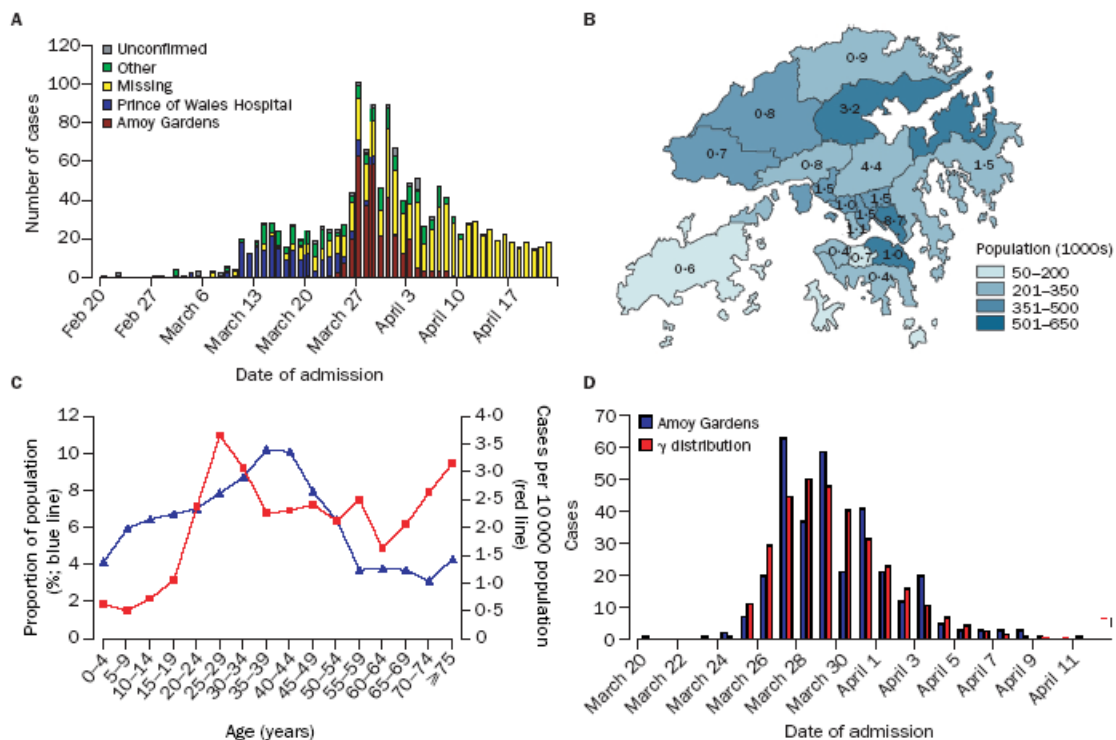 A
Number of cases
120
100
80
60
40
20
0
Unconfirmed
Other
Missing
Prince of Wales Hospital
Amoy Gardens
Feb 20
Feb 27
March 6
March 13
March 20
March 27
April 3
April 10
April 17
Date of admission
B
0·9
3·2
0·8
0·7
0·8
4·4
1·5
1·5
1·0
1·5
1·5
1·1
0·4
0·7
1·0
0·4
0·6
Population (1000s)
50–200
201–350
351–500
501–650
C
Proportion of population
(%; blue line)
12
10
8
6
4
2
0
4·0
3·5
3·0
2·5
2·0
1·5
1·0
0·5
0
Cases per 10 000 population
(red line)
0–4
5–9
10–14
15–19
20–24
25–29
30–34
35–39
40–44
45–49
50–54
55–59
60–64
65–69
70–74
≥75
Age (years)
D
Cases
70
60
50
40
30
20
10
0
Amoy Gardens
γ distribution
March 20
March 22
March 24
March 26
March 28
March 30
April 1
April 3
April 5
April 7
April 9
April 11
Date of admission